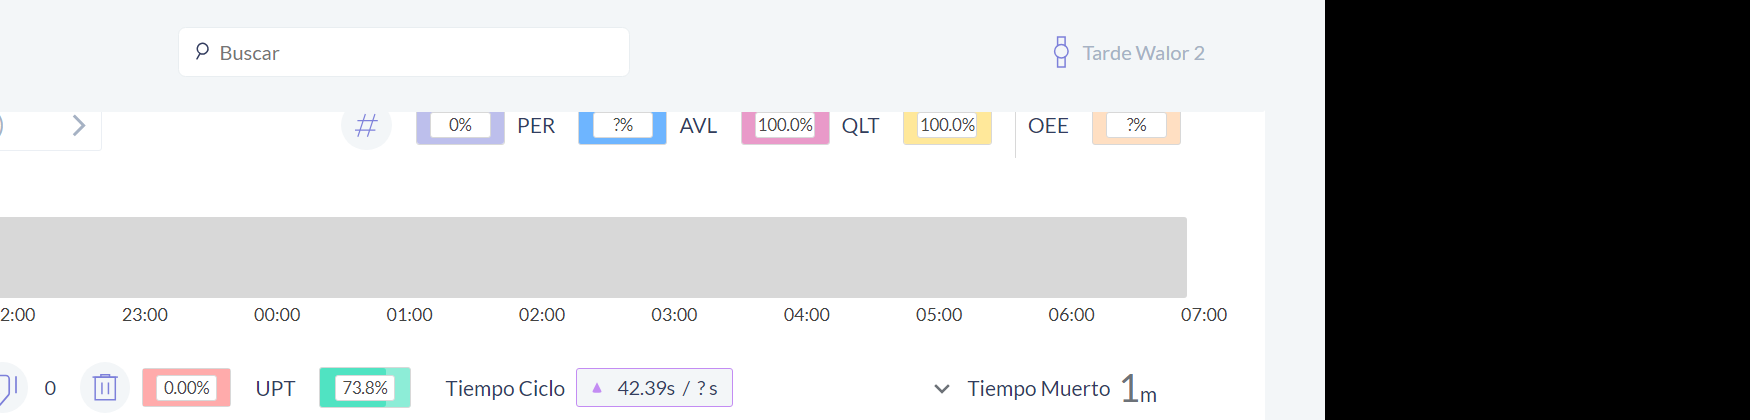 Buscar
Tarde Walor 2
# 0% PER ?% AVL 100.0% QLT 100.0% OEE ?%
2:00 23:00 00:00 01:00 02:00 03:00 04:00 05:00 06:00 07:00
0 0.00% UPT 73.8% Tiempo Ciclo ▲ 42.39s / ? s Tiempo Muerto 1m